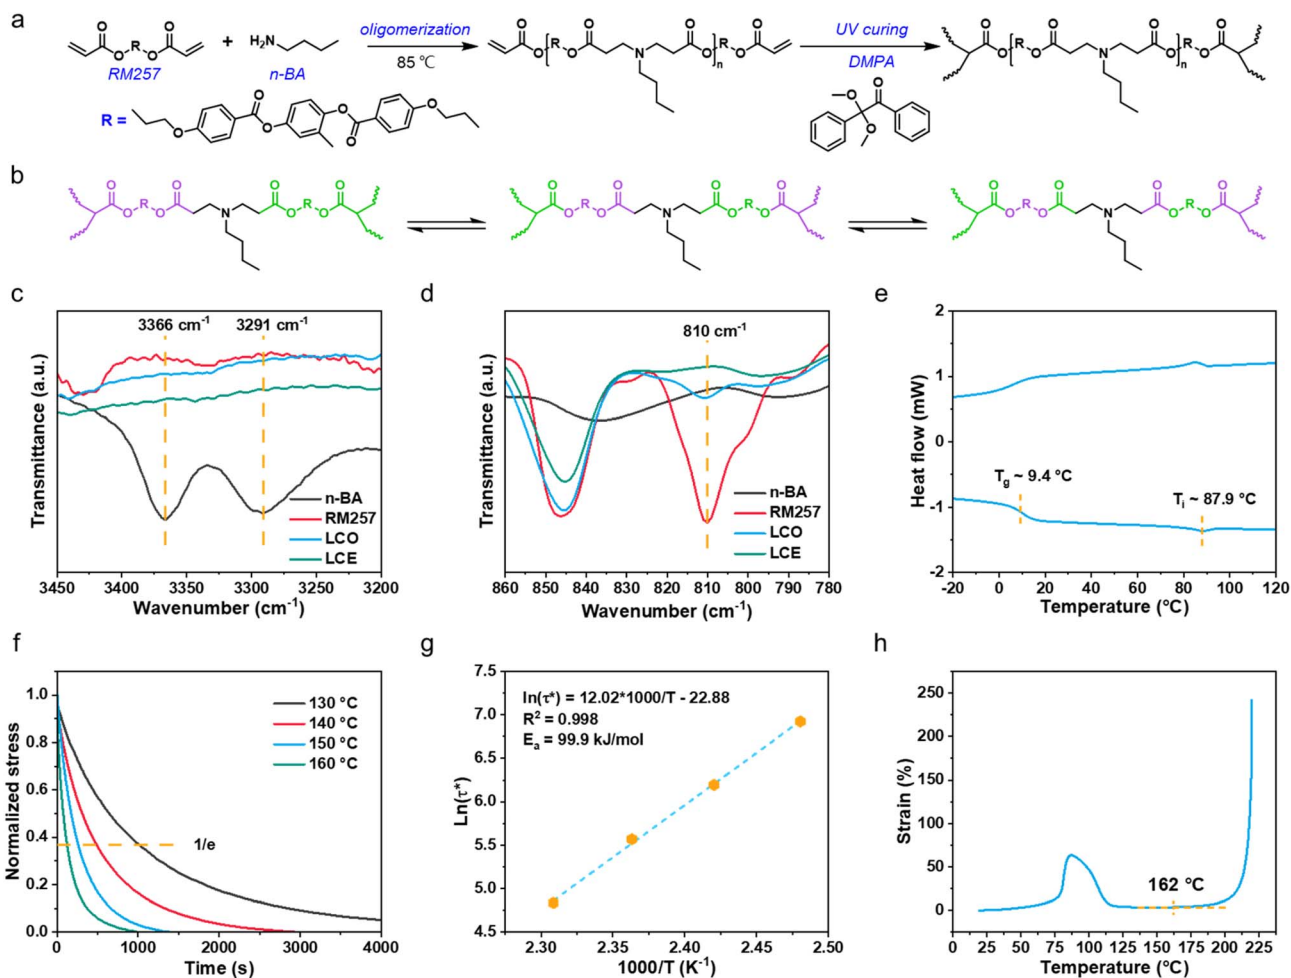 a
O O R O O
RM257
+
H₂N
n-BA
oligomerization
85 ℃
O O R O O N O O R O O n
UV curing
DMPA
O O O
O O R O O N O O R O O n
R = O O O O O O
b
O O R O O N O O R O O
O O R O O N O O R O O
O O R O O N O O R O O
c
3366 cm⁻¹ 3291 cm⁻¹
Transmittance (a.u.)
n-BA
RM257
LCO
LCE
3450 3400 3350 3300 3250 3200
Wavenumber (cm⁻¹)
d
810 cm⁻¹
Transmittance (a.u.)
n-BA
RM257
LCO
LCE
860 850 840 830 820 810 800 790 780
Wavenumber (cm⁻¹)
e
Heat flow (mW)
2
1
0
-1
-2
Tg ~ 9.4 °C
Ti ~ 87.9 °C
-20 0 20 40 60 80 100 120
Temperature (°C)
f
Normalized stress
1.0
0.8
0.6
0.4
0.2
0.0
130 °C
140 °C
150 °C
160 °C
1/e
0 1000 2000 3000 4000
Time (s)
g
Ln(τ*)
7.5
7.0
6.5
6.0
5.5
5.0
4.5
ln(τ*) = 12.02*1000/T - 22.88
R² = 0.998
Ea = 99.9 kJ/mol
2.30 2.35 2.40 2.45 2.50
1000/T (K⁻¹)
h
Strain (%)
250
200
150
100
50
0
162 °C
0 25 50 75 100 125 150 175 200 225
Temperature (°C)